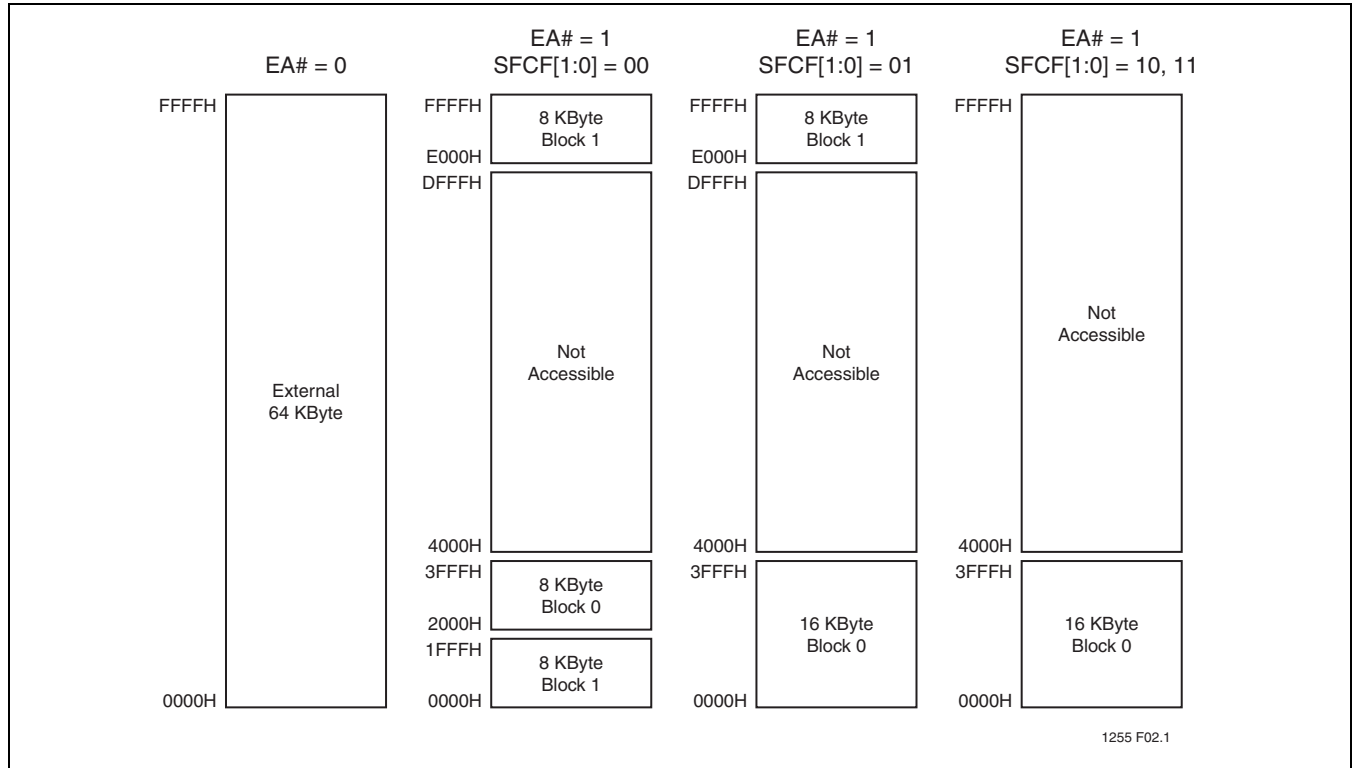 EA# = 0
FFFFH
External
64 KByte
0000H
EA# = 1
SFCF[1:0] = 00
FFFFH
8 KByte
Block 1
E000H
DFFFH
Not
Accessible
4000H
3FFFH
8 KByte
Block 0
2000H
1FFFH
8 KByte
Block 1
0000H
EA# = 1
SFCF[1:0] = 01
FFFFH
8 KByte
Block 1
E000H
DFFFH
Not
Accessible
4000H
3FFFH
16 KByte
Block 0
0000H
EA# = 1
SFCF[1:0] = 10, 11
FFFFH
Not
Accessible
4000H
3FFFH
16 KByte
Block 0
0000H
1255 F02.1